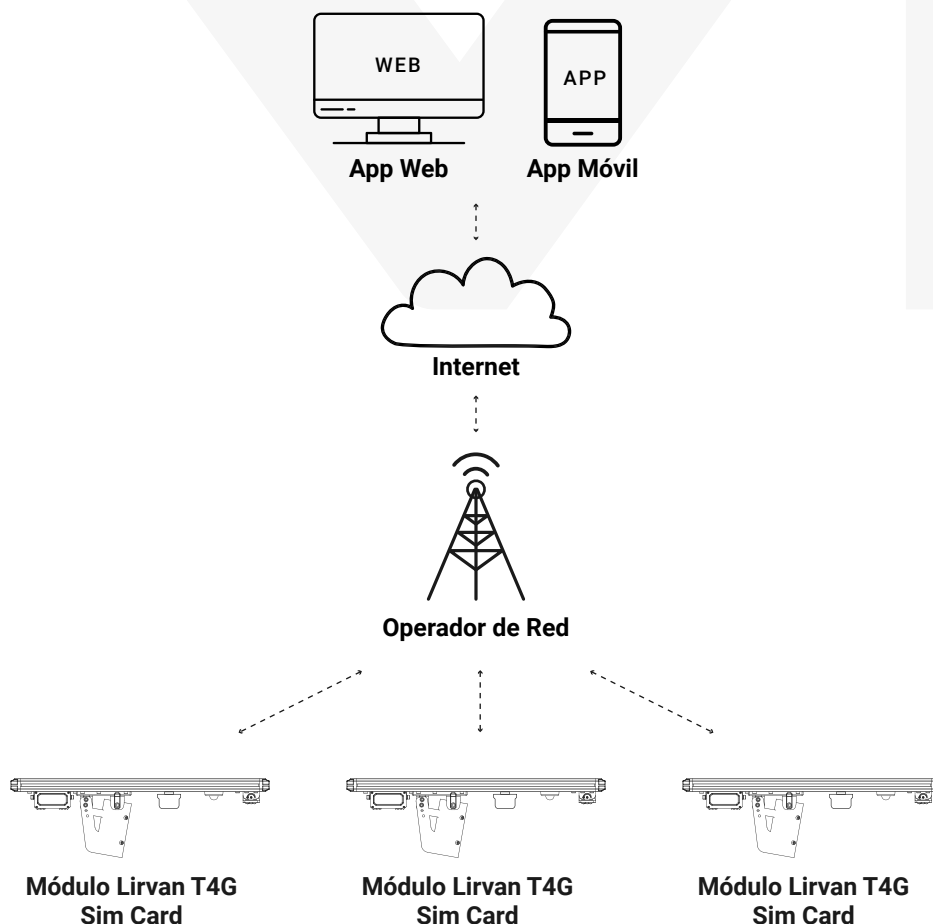 WEB
APP
App Web
App Móvil
Internet
Operador de Red
Módulo Lirvan T4G
Sim Card
Módulo Lirvan T4G
Sim Card
Módulo Lirvan T4G
Sim Card